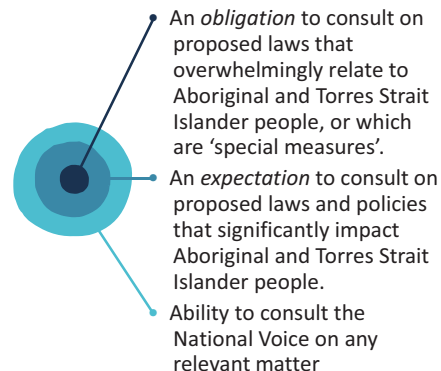 • An obligation to consult on
proposed laws that
overwhelmingly relate to
Aboriginal and Torres Strait
Islander people, or which
are ‘special measures’.
• An expectation to consult on
proposed laws and policies
that significantly impact
Aboriginal and Torres Strait
Islander people.
• Ability to consult the
National Voice on any
relevant matter